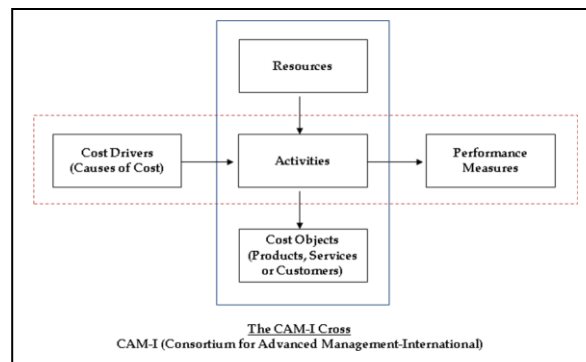 Resources
Cost Drivers
(Causes of Cost)
Activities
Performance
Measures
Cost Objects
(Products, Services
or Customers)
The CAM-I Cross
CAM-I (Consortium for Advanced Management-International)